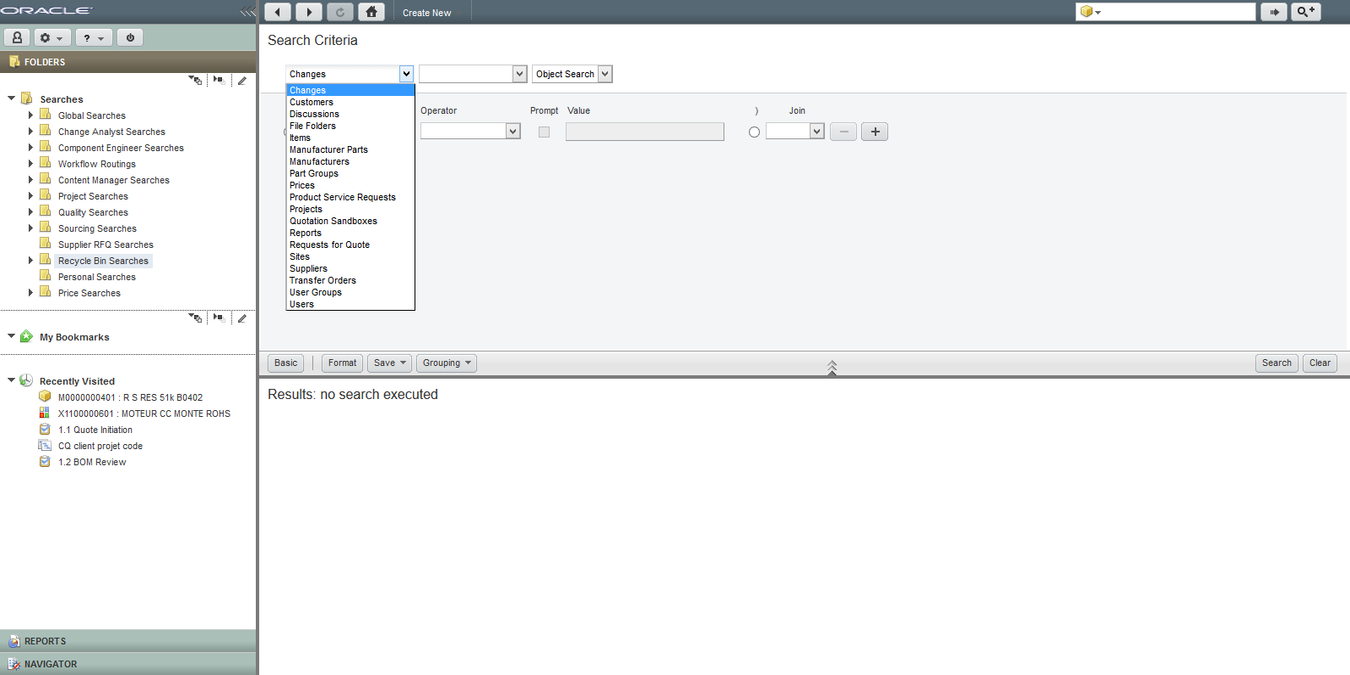 ORACLE
Create New
?
FOLDERS
Searches
Global Searches
Change Analyst Searches
Component Engineer Searches
Workflow Routings
Content Manager Searches
Project Searches
Quality Searches
Sourcing Searches
Supplier RFQ Searches
Recycle Bin Searches
Personal Searches
Price Searches
My Bookmarks
Recently Visited
M0000000401 : R S RES 51k B0402
X1100000601 : MOTEUR CC MONTE ROHS
1.1 Quote Initiation
CQ client projet code
1.2 BOM Review
REPORTS
NAVIGATOR
Search Criteria
Changes Object Search
Changes
Customers
Discussions
File Folders
Items
Manufacturer Parts
Manufacturers
Part Groups
Prices
Product Service Requests
Projects
Quotation Sandboxes
Reports
Requests for Quote
Sites
Suppliers
Transfer Orders
User Groups
Users
Operator Prompt Value ) Join
Basic Format Save Grouping Search Clear
Results: no search executed